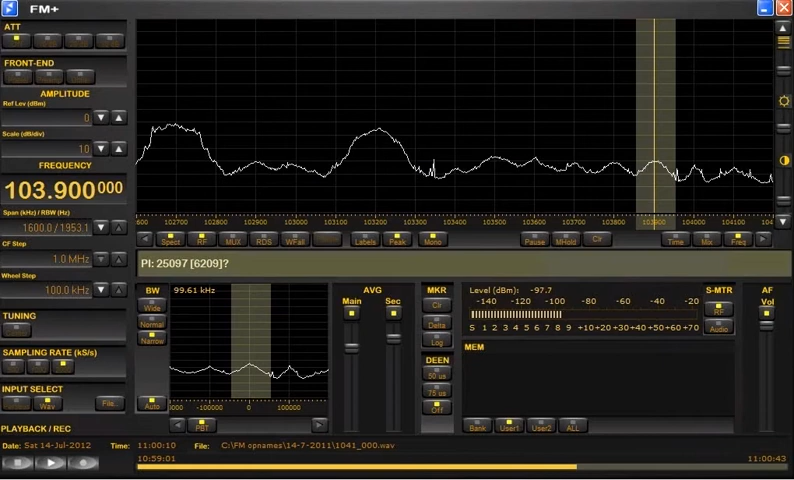 FM+
ATT
FRONT-END
AMPLITUDE
Ref Lev (dBm)
0
Scale (dB/div)
10
FREQUENCY
103.900000
Span (kHz) / RBW (Hz)
1600.0 / 1953.1
CF Step
1.0 MHz
Wheel Step
100.0 kHz
TUNING
SAMPLING RATE (kS/s)
INPUT SELECT
Wav File...
PLAYBACK / REC
600 102700 102800 102900 103000 103100 103200 103300 103400 103500 103600 103700 103800 103900 104000 104100 104
Spect RF MUX RDS WFall Labels Peak Mono Pause MHold Clr Time Mix Freq
PI: 25097 [6209]?
BW
Wide
Normal
Narrow
Auto
99.61 kHz
0000 -100000 0 100000
PBT
AVG
Main Sec
MKR
Clr
Delta
Log
DEEN
50 us
75 us
Off
Level (dBm): -97.7
-140 -120 -100 -80 -60 -40 -20
S 1 2 3 4 5 6 7 8 9 +10+20+30+40+50+60+70
S-MTR
RF
Audio
MEM
Bank User1 User2 ALL
AF
Vol
Date: Sat 14-Jul-2012 Time: 11:00:10 File: C:\FM opnames\14-7-2011\1041_000.wav
10:59:01 11:00:43